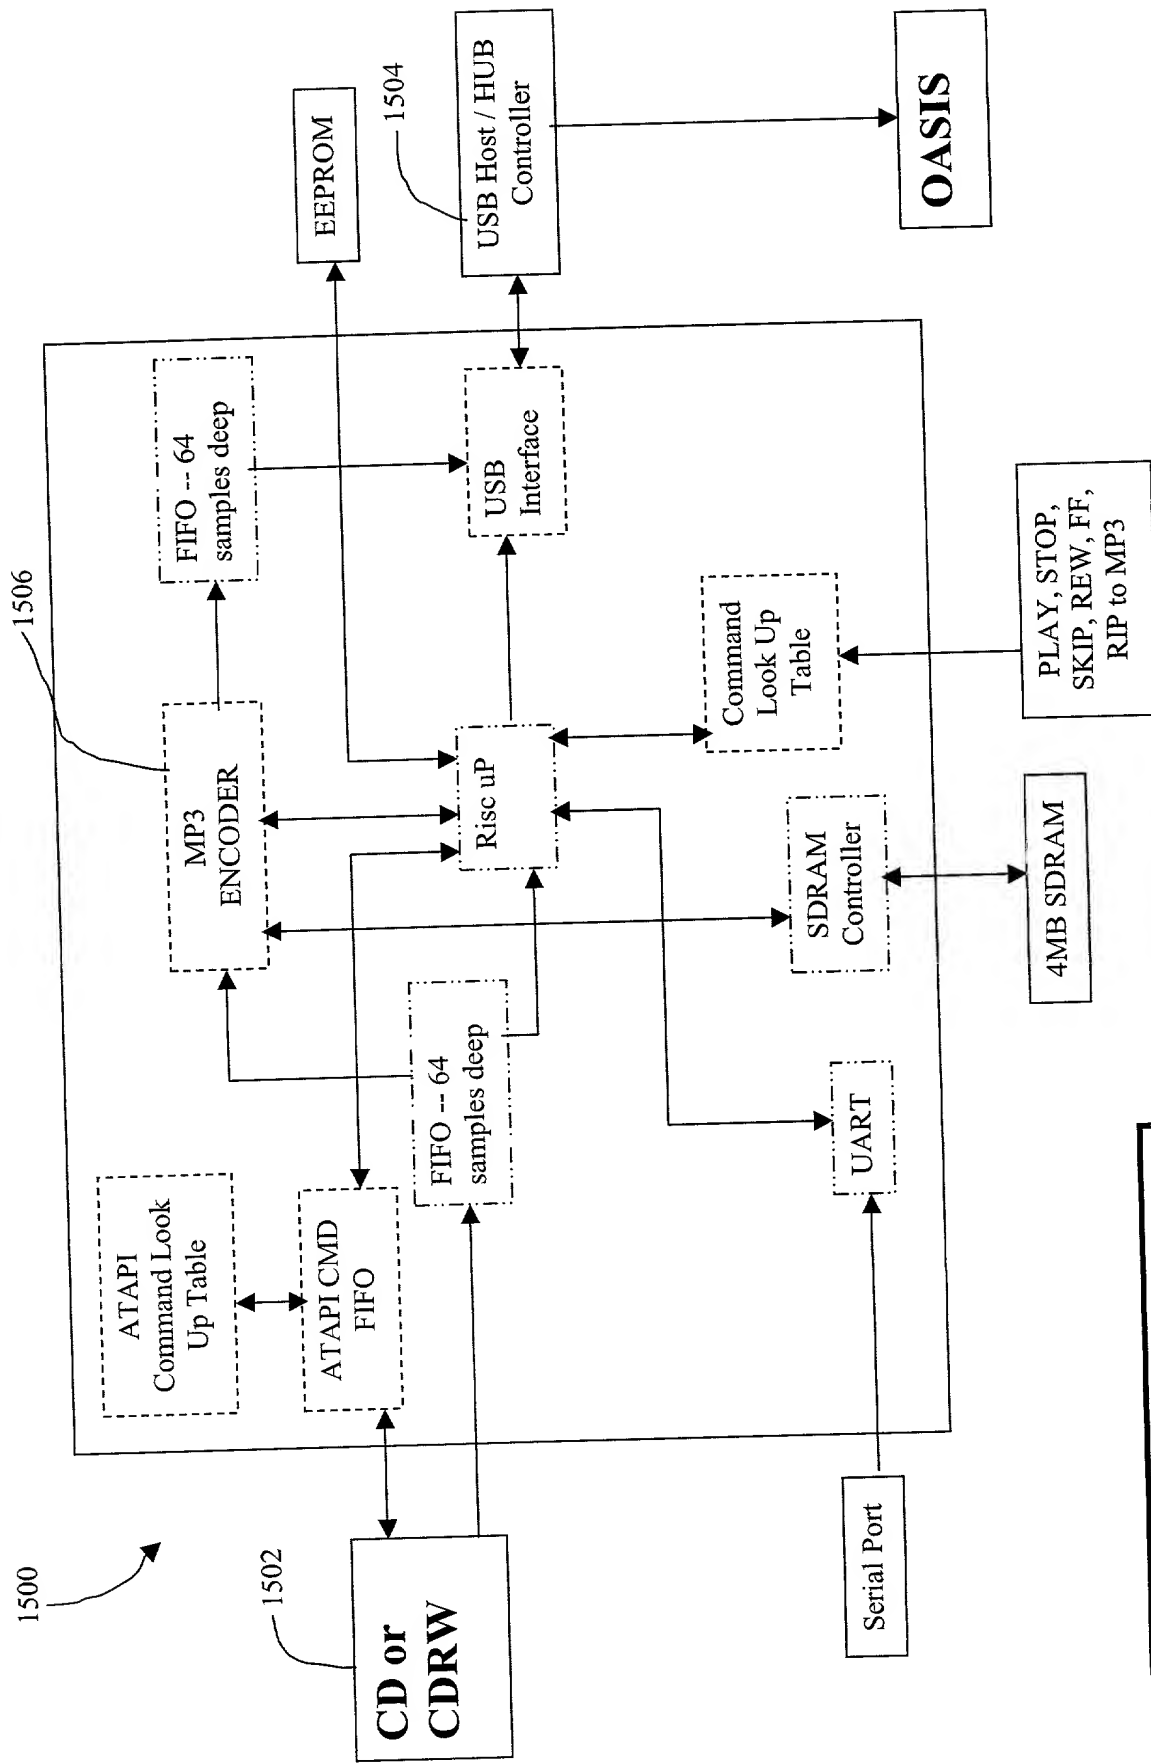 1500
1502
CD or
CDRW
ATAPI
Command Look
Up Table
ATAPI CMD
FIFO
FIFO -- 64
samples deep
Serial Port
UART
1506
MP3
ENCODER
Risc uP
SDRAM
Controller
4MB SDRAM
FIFO -- 64
samples deep
USB
Interface
Command
Look Up
Table
PLAY, STOP,
SKIP, REW, FF,
RIP to MP3
EEPROM
1504
USB Host / HUB
Controller
OASIS